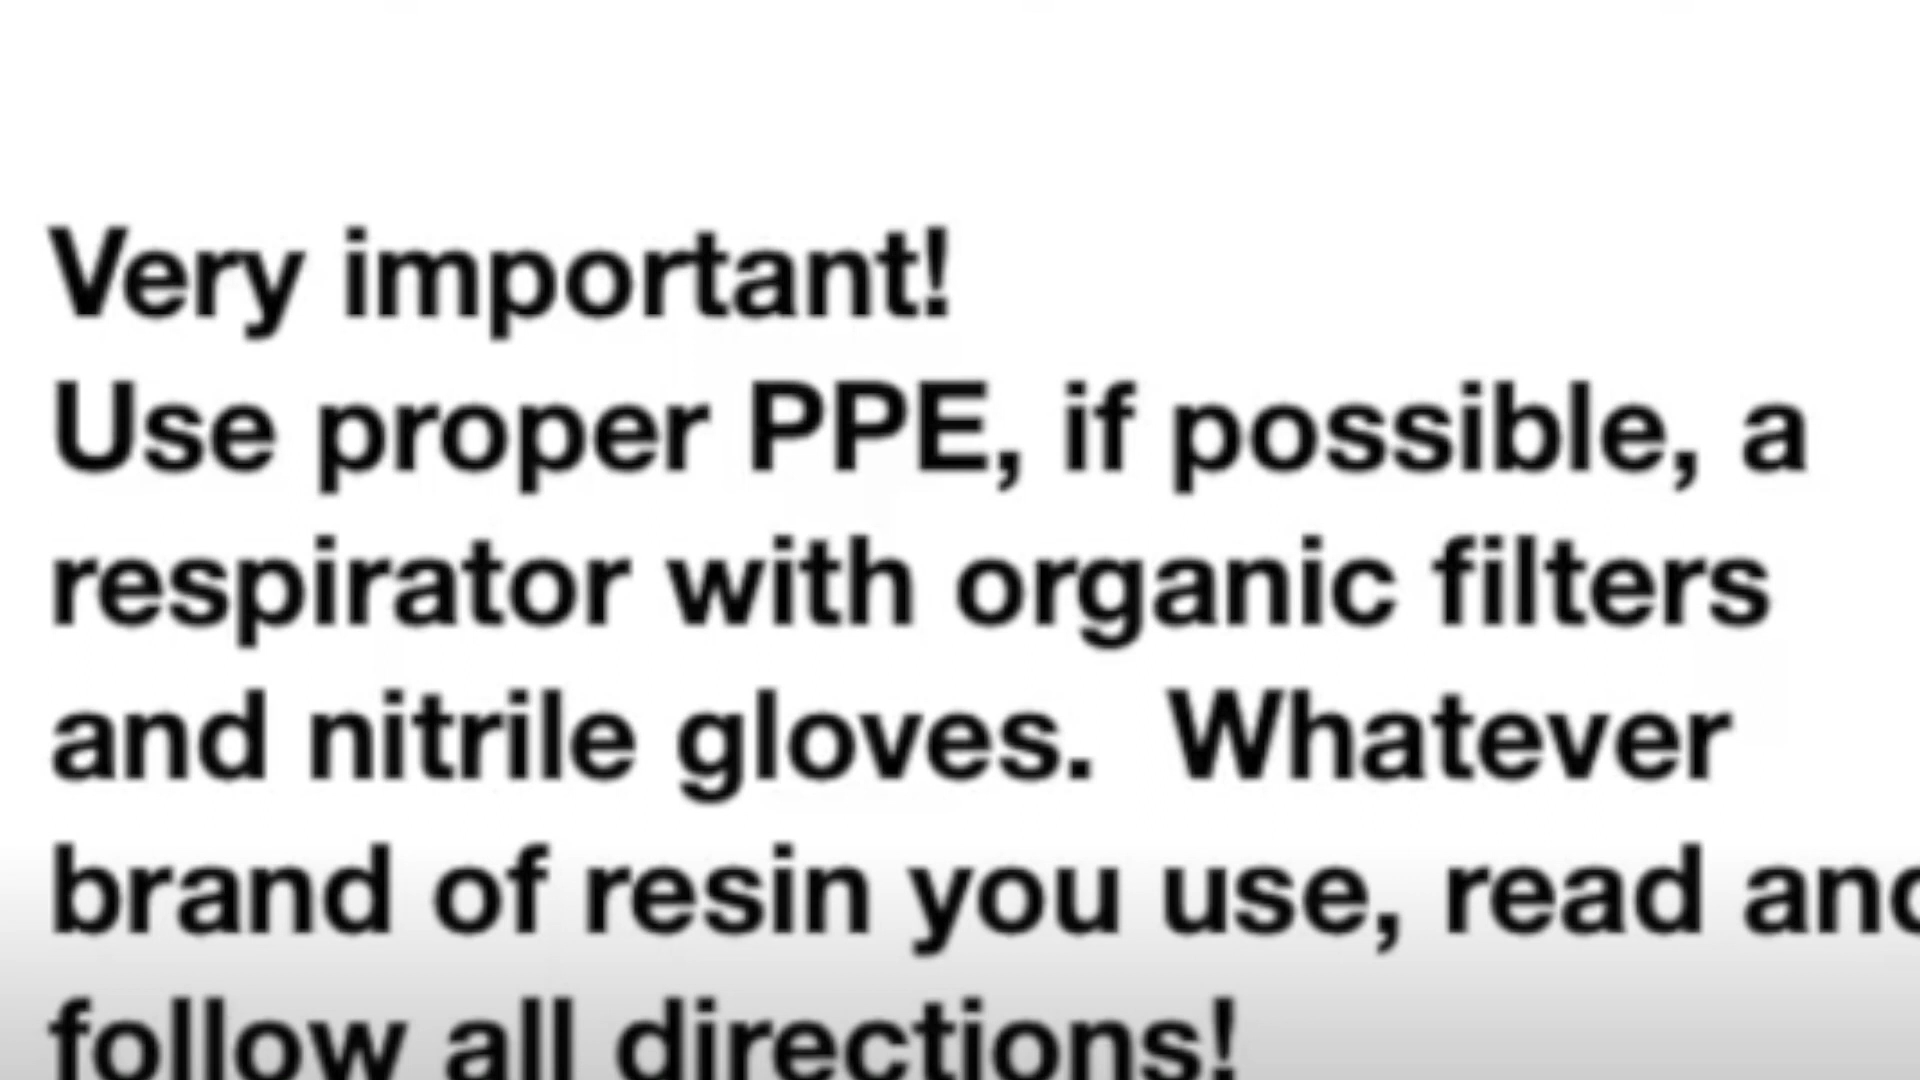 Very important!
Use proper PPE, if possible, a
respirator with organic filters
and nitrile gloves.  Whatever
brand of resin you use, read and
follow all directions!